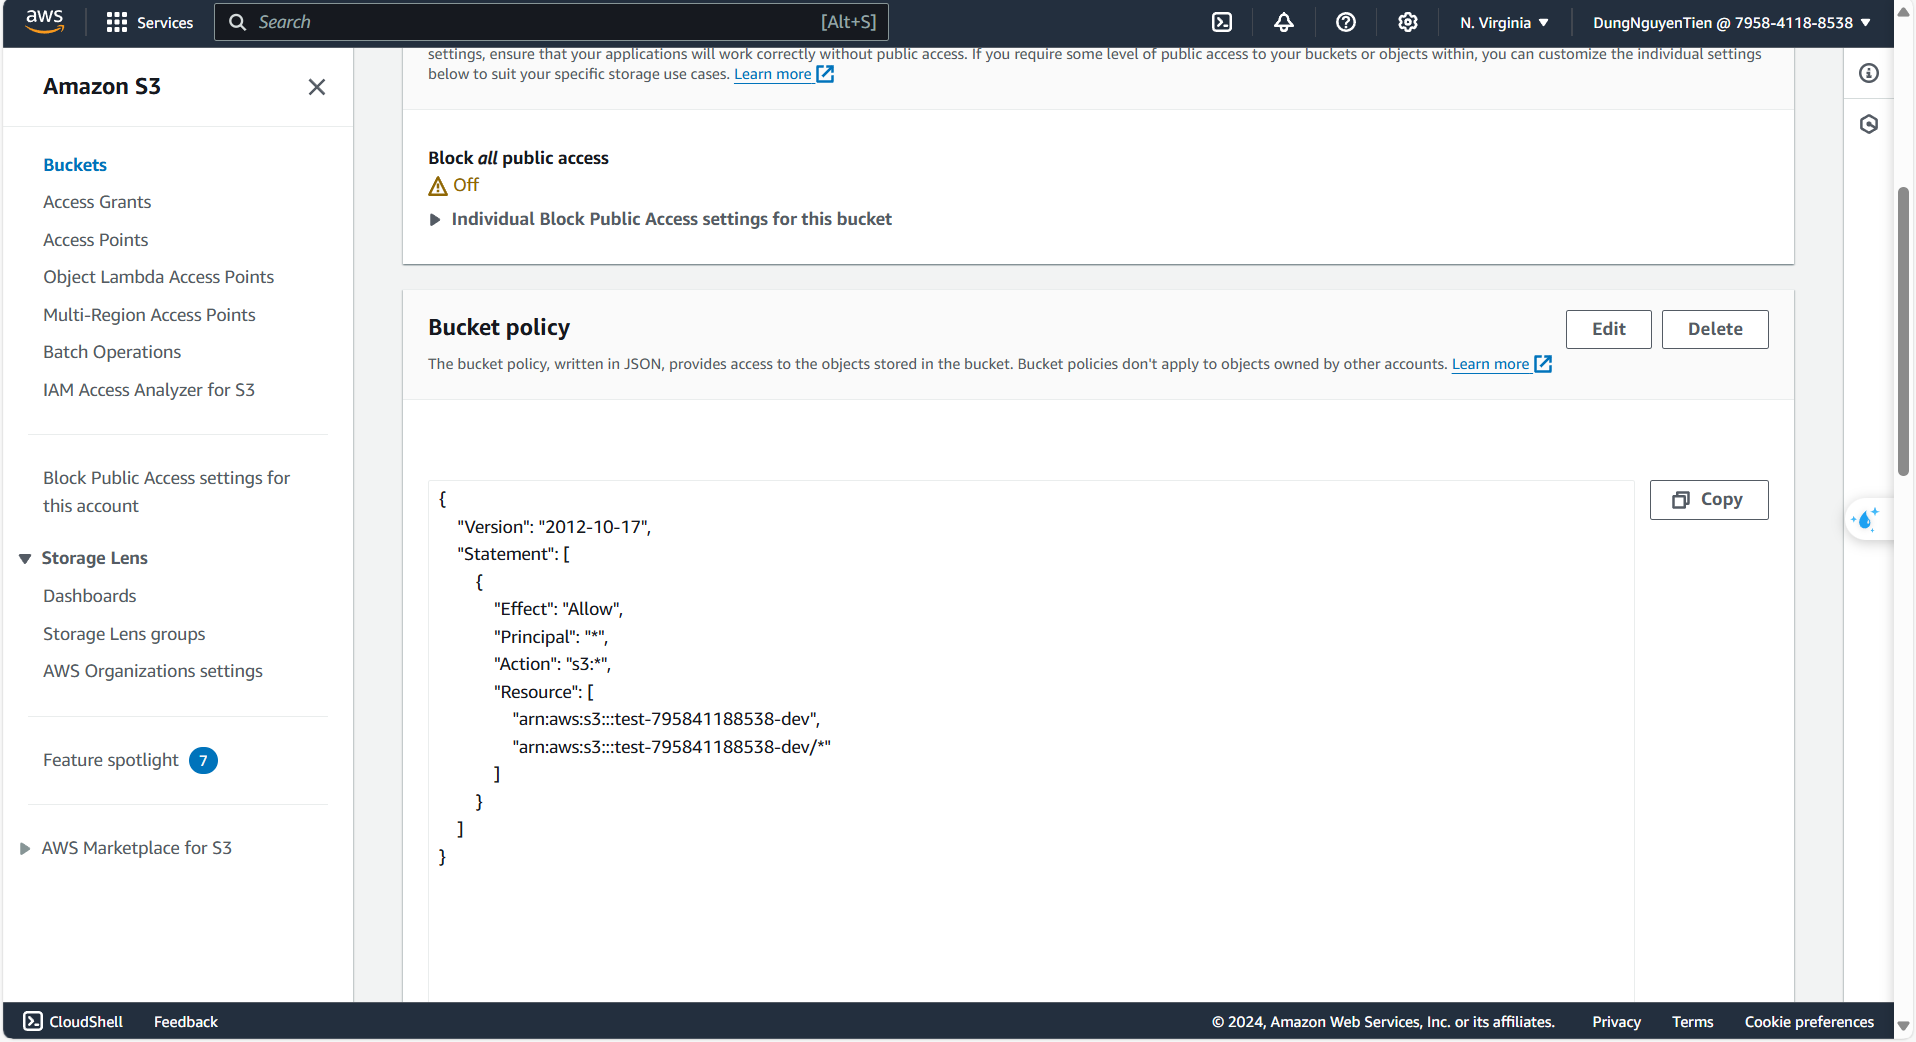 aws
Services
Search
[Alt+S]
N. Virginia
DungNguyenTien @ 7958-4118-8538
Amazon S3
Buckets
Access Grants
Access Points
Object Lambda Access Points
Multi-Region Access Points
Batch Operations
IAM Access Analyzer for S3
Block Public Access settings for
this account
Storage Lens
Dashboards
Storage Lens groups
AWS Organizations settings
Feature spotlight 7
AWS Marketplace for S3
settings, ensure that your applications will work correctly without public access. If you require some level of public access to your buckets or objects within, you can customize the individual settings
below to suit your specific storage use cases. Learn more
Block all public access
Off
Individual Block Public Access settings for this bucket
Bucket policy
Edit
Delete
The bucket policy, written in JSON, provides access to the objects stored in the bucket. Bucket policies don't apply to objects owned by other accounts. Learn more
Copy
{
"Version": "2012-10-17",
"Statement": [
{
"Effect": "Allow",
"Principal": "*",
"Action": "s3:*",
"Resource": [
"arn:aws:s3:::test-795841188538-dev",
"arn:aws:s3:::test-795841188538-dev/*"
]
}
]
}
CloudShell
Feedback
© 2024, Amazon Web Services, Inc. or its affiliates.
Privacy
Terms
Cookie preferences